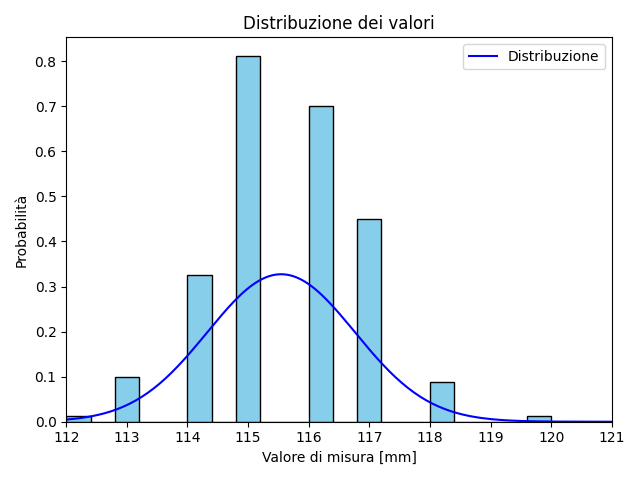 Distribuzione dei valori
Distribuzione
Probabilità
0.8
0.7
0.6
0.5
0.4
0.3
0.2
0.1
0.0
112 113 114 115 116 117 118 119 120 121
Valore di misura [mm]